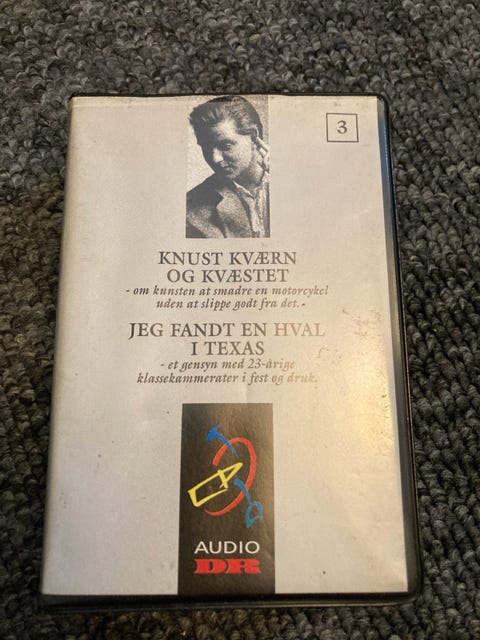 3
KNUST KVÆRN
OG KVÆSTET
- om kunsten at smadre en motorcykel
uden at slippe godt fra det. -
JEG FANDT EN HVAL
I TEXAS
- et gensyn med 23-årige
klassekammerater i fest og druk.
AUDIO
DR